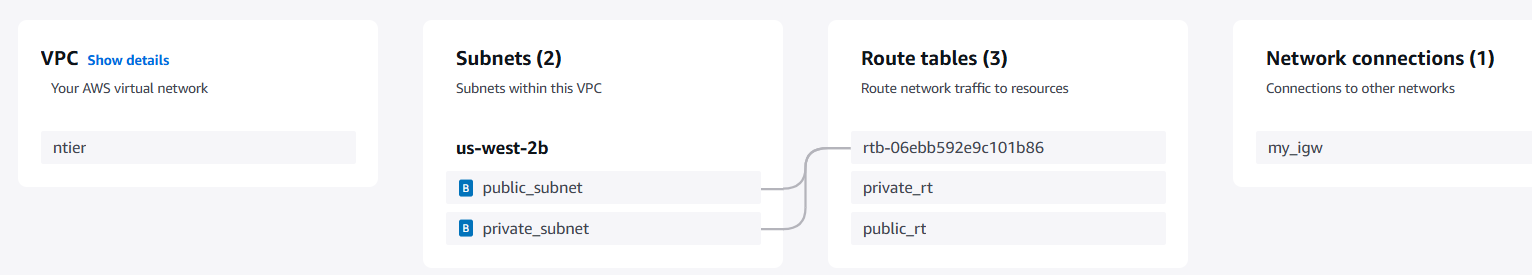 VPC Show details
Your AWS virtual network
ntier
Subnets (2)
Subnets within this VPC
us-west-2b
B public_subnet
B private_subnet
Route tables (3)
Route network traffic to resources
rtb-06ebb592e9c101b86
private_rt
public_rt
Network connections (1)
Connections to other networks
my_igw